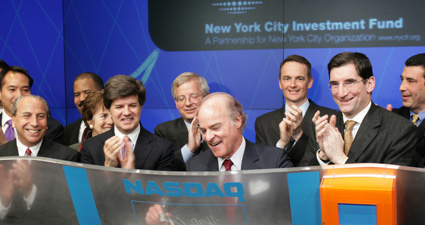 New York City Investment Fund
A Partnership for New York City Organization www.nycif.org
NASDAQ